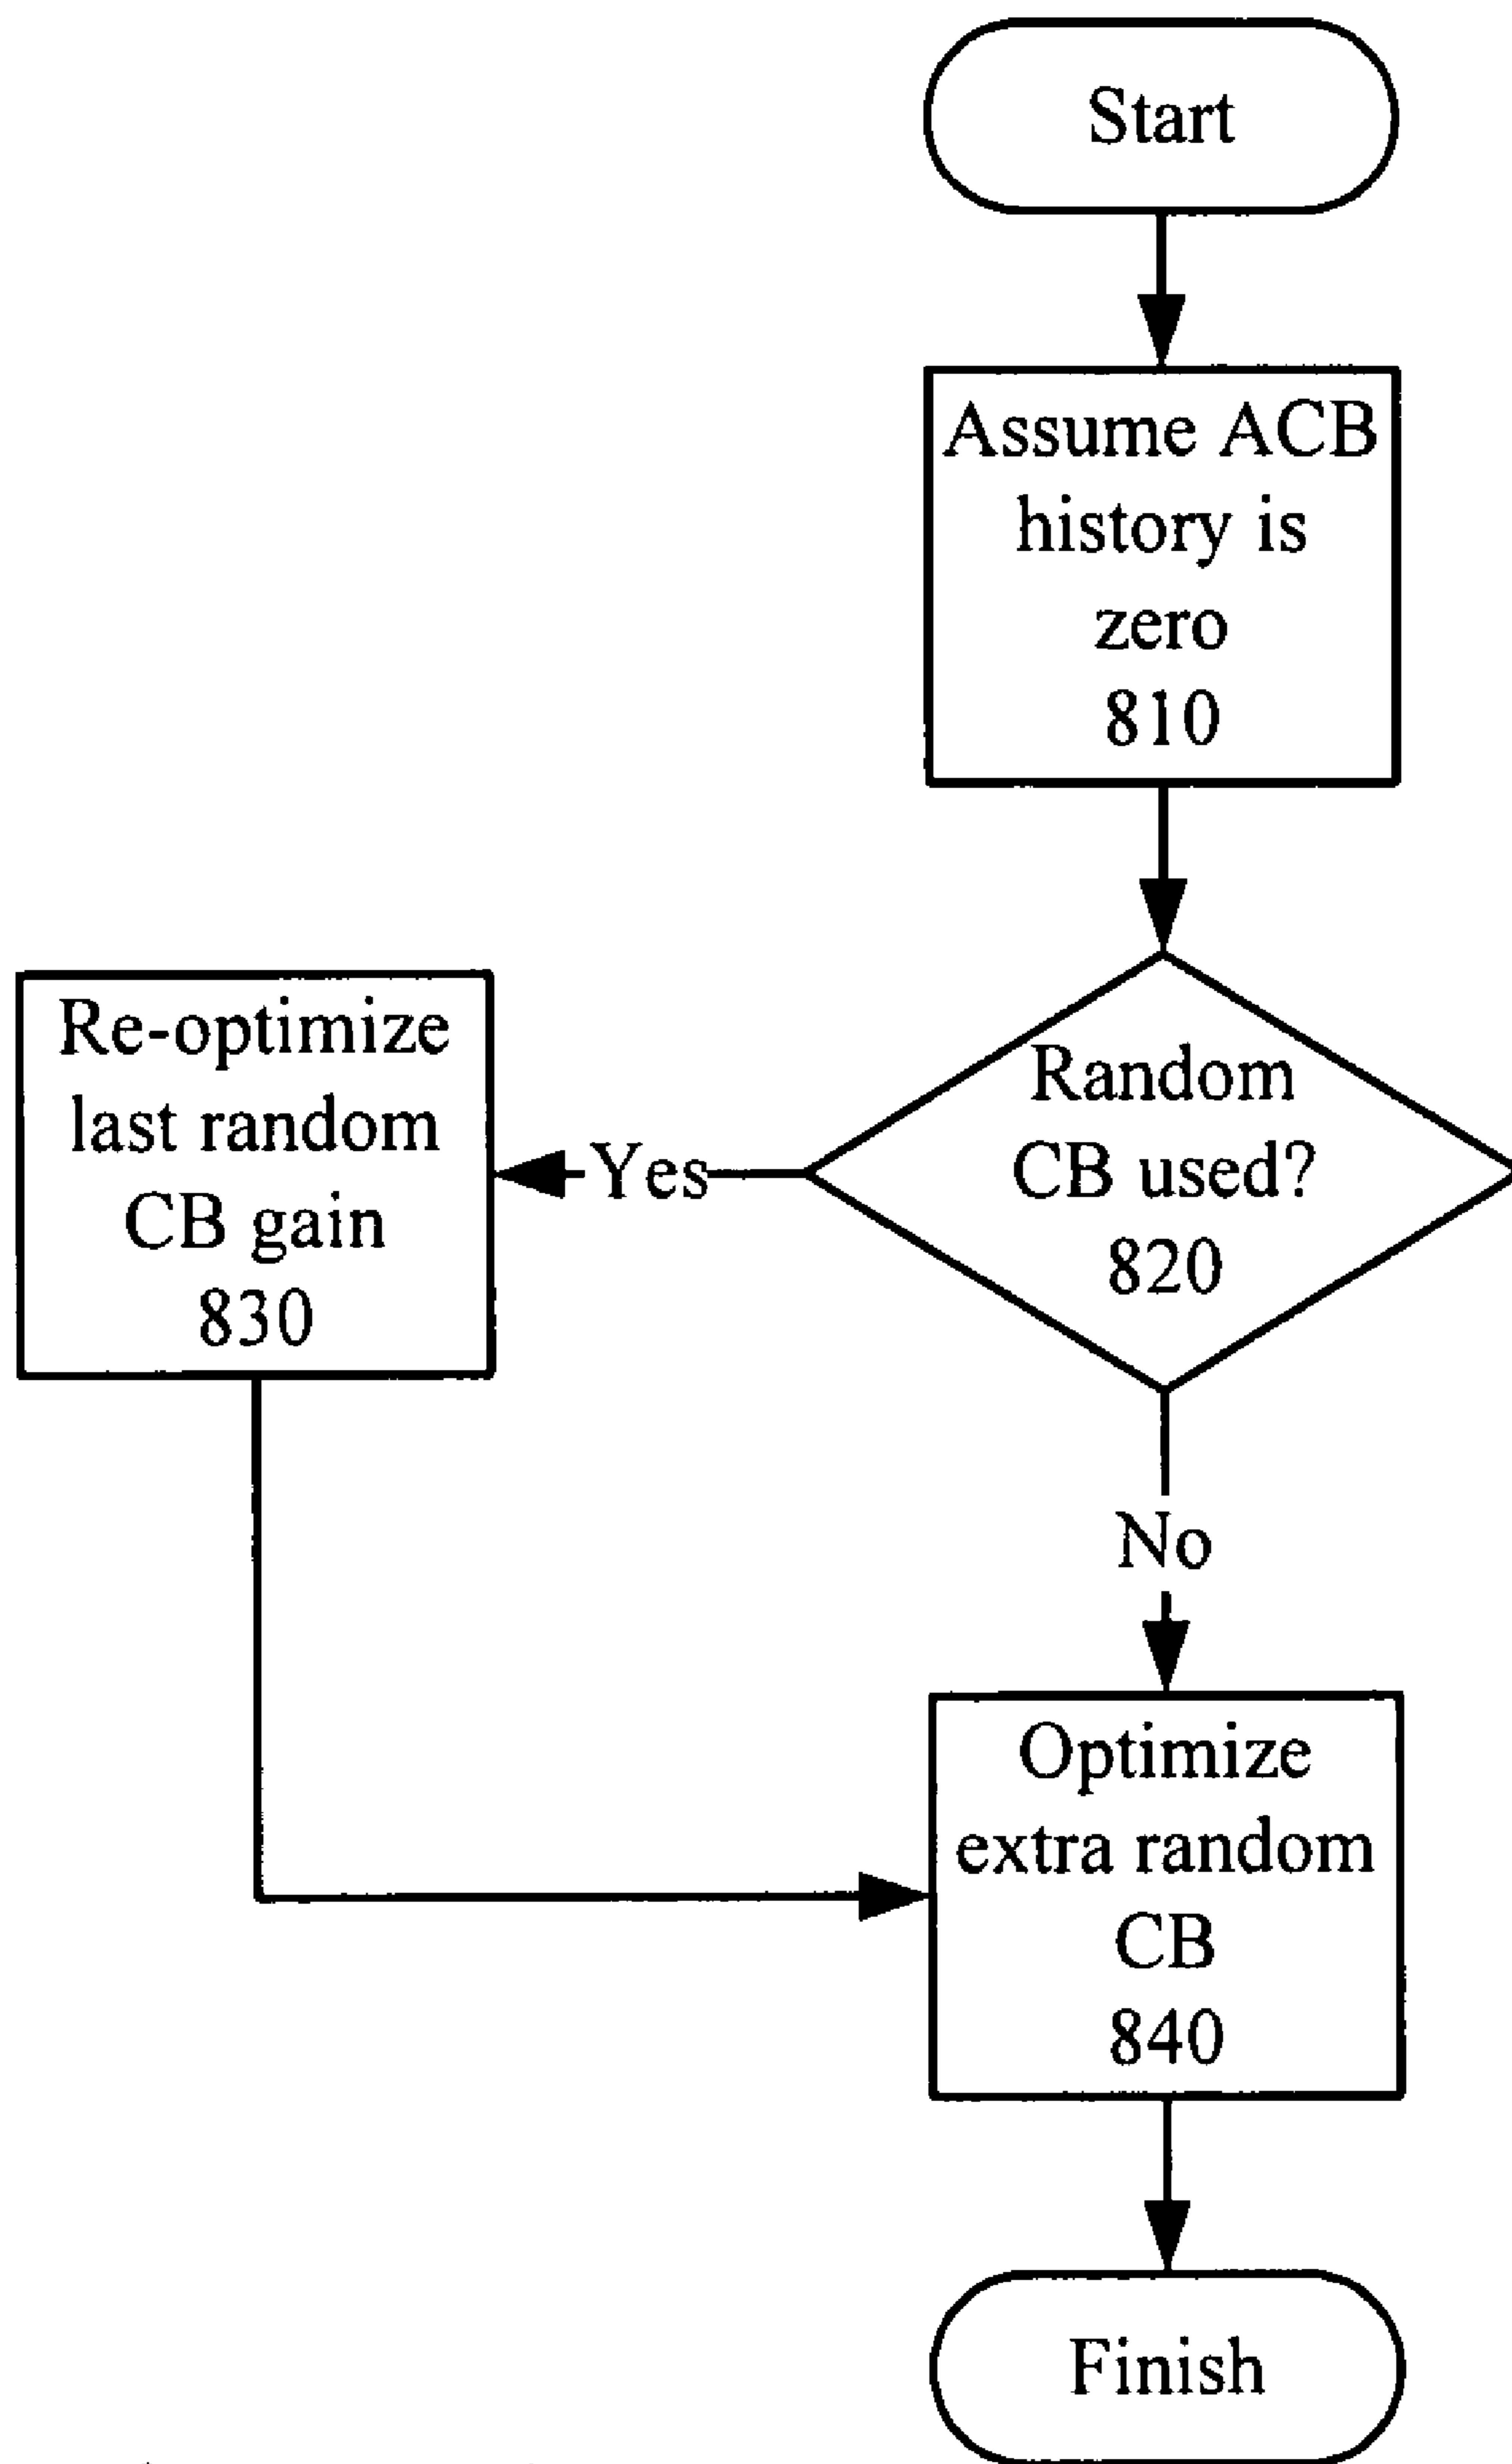 Start
Assume ACB
history is
zero
810
Random
CB used?
820
Yes
Re-optimize
last random
CB gain
830
No
Optimize
extra random
CB
840
Finish